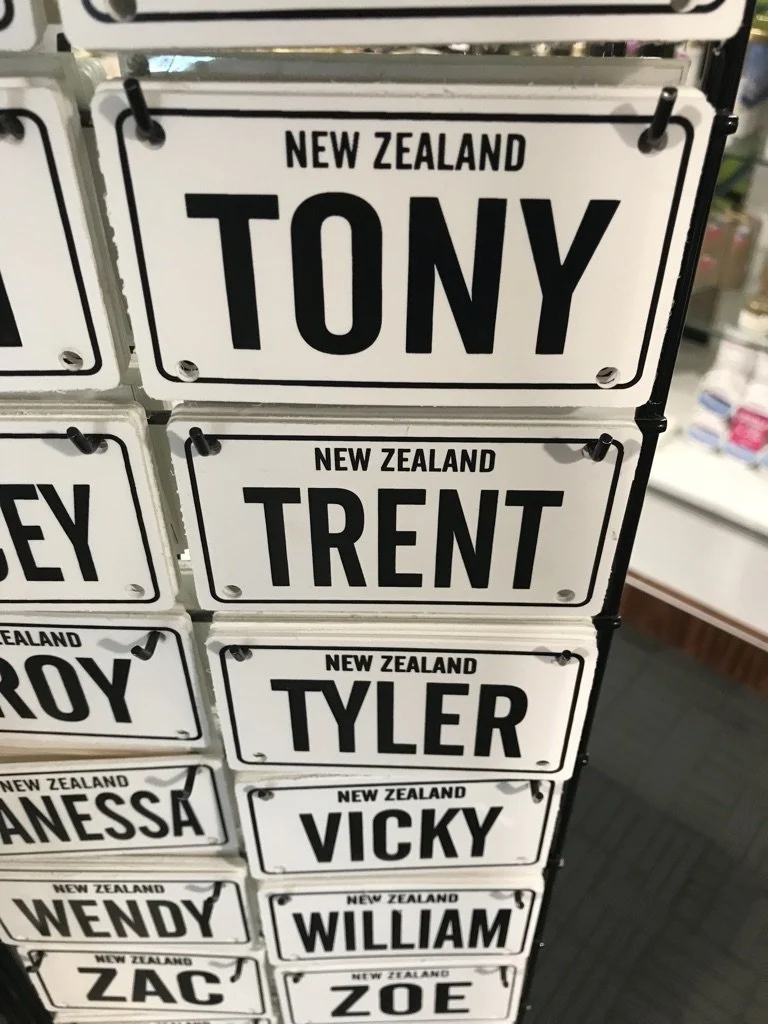 NEW ZEALAND
TONY
NEW ZEALAND
TRENT
NEW ZEALAND
TYLER
NEW ZEALAND
VICKY
NEW ZEALAND
WENDY
NEW ZEALAND
WILLIAM
NEW ZEALAND
ZAC
NEW ZEALAND
ZOE
CEY
EALAND
ROY
NEW ZEALAND
ANESSA